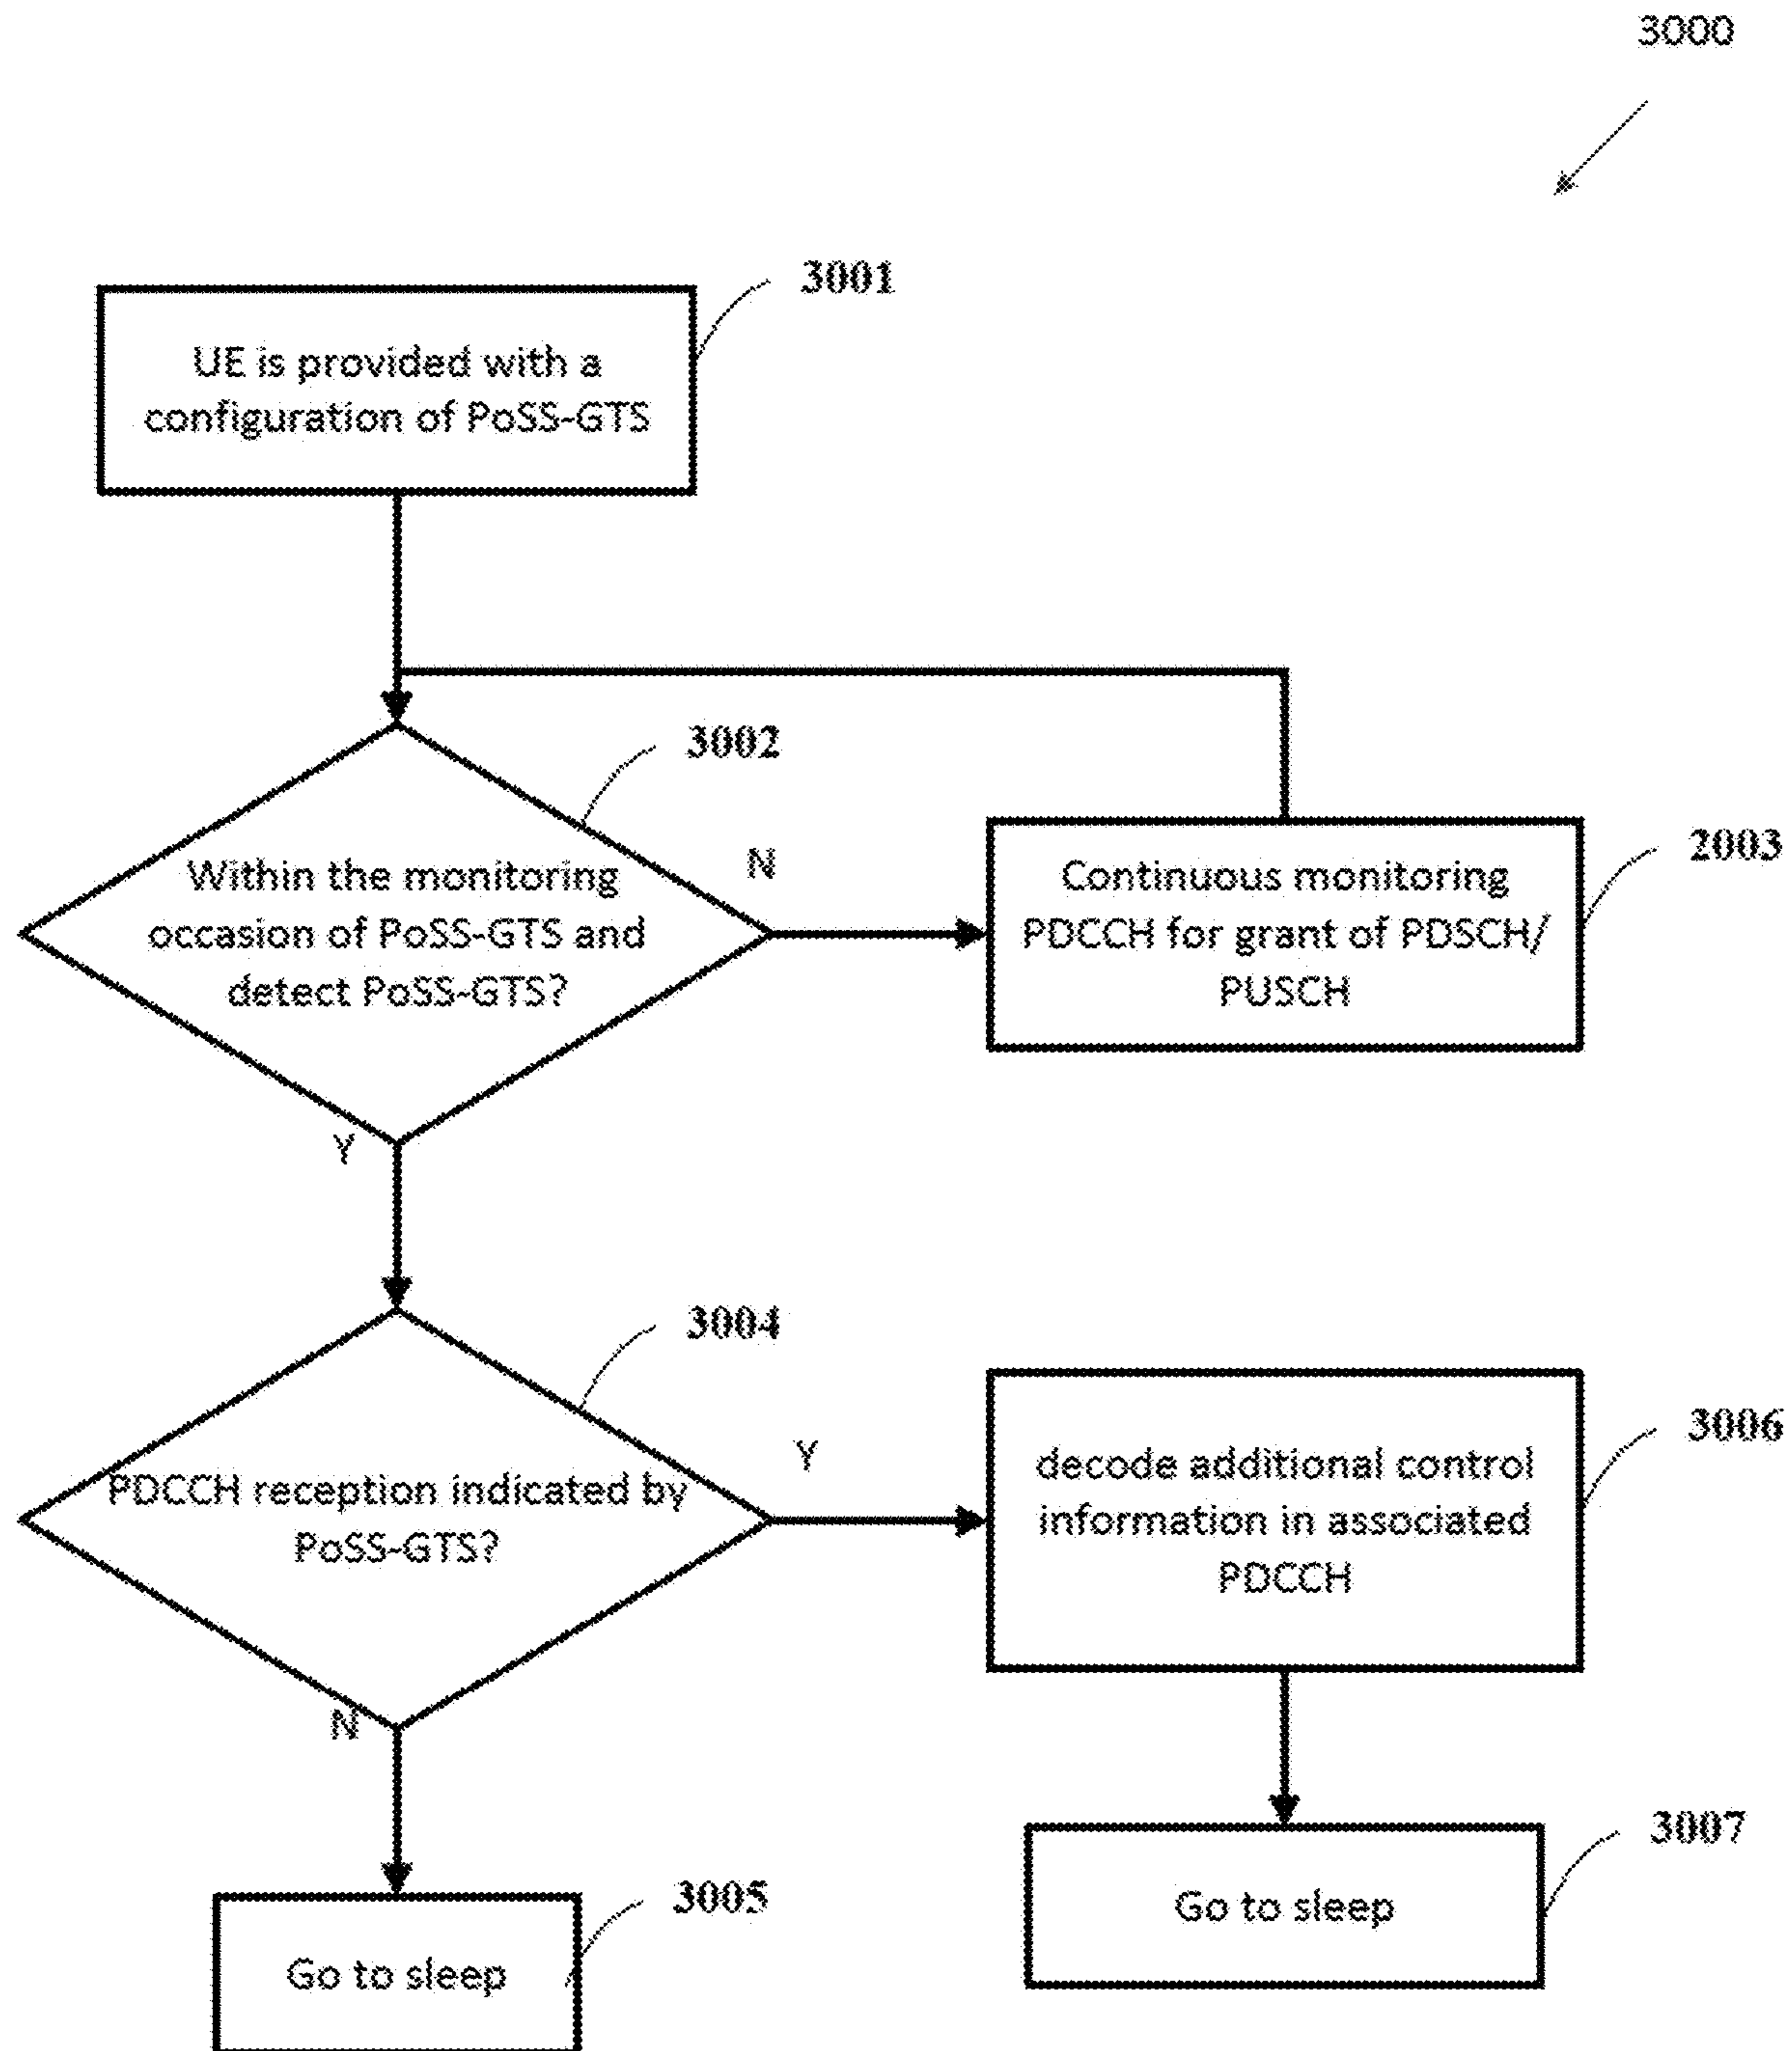 3000
3001
UE is provided with a
configuration of PoSS-GTS
3002
Within the monitoring
occasion of PoSS-GTS and
detect PoSS-GTS?
N
2003
Continuous monitoring
PDCCH for grant of PDSCH/
PUSCH
Y
3004
PDCCH reception indicated by
PoSS-GTS?
Y
3006
decode additional control
information in associated
PDCCH
N
3005
Go to sleep
3007
Go to sleep